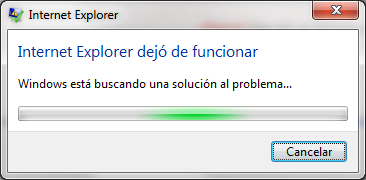 Internet Explorer
Internet Explorer dejó de funcionar
Windows está buscando una solución al problema...
Cancelar